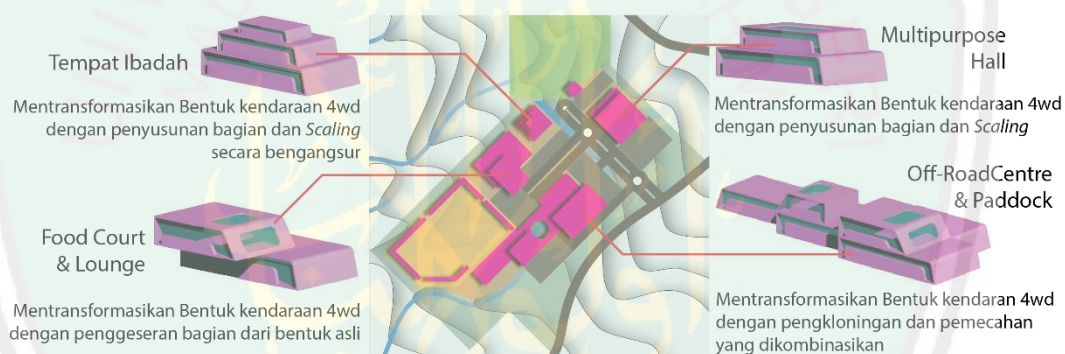 Tempat Ibadah
Mentransformasikan Bentuk kendaraan 4wd
dengan penyusunan bagian dan Scaling
secara bengangsur
Food Court
& Lounge
Mentransformasikan Bentuk kendaraan 4wd
dengan penggeseran bagian dari bentuk asli
Multipurpose
Hall
Mentransformasikan Bentuk kendaraan 4wd
dengan penyusunan bagian dan Scaling
Off-RoadCentre
& Paddock
Mentransformasikan Bentuk kendaran 4wd
dengan pengkloningan dan pemecahan
yang dikombinasikan